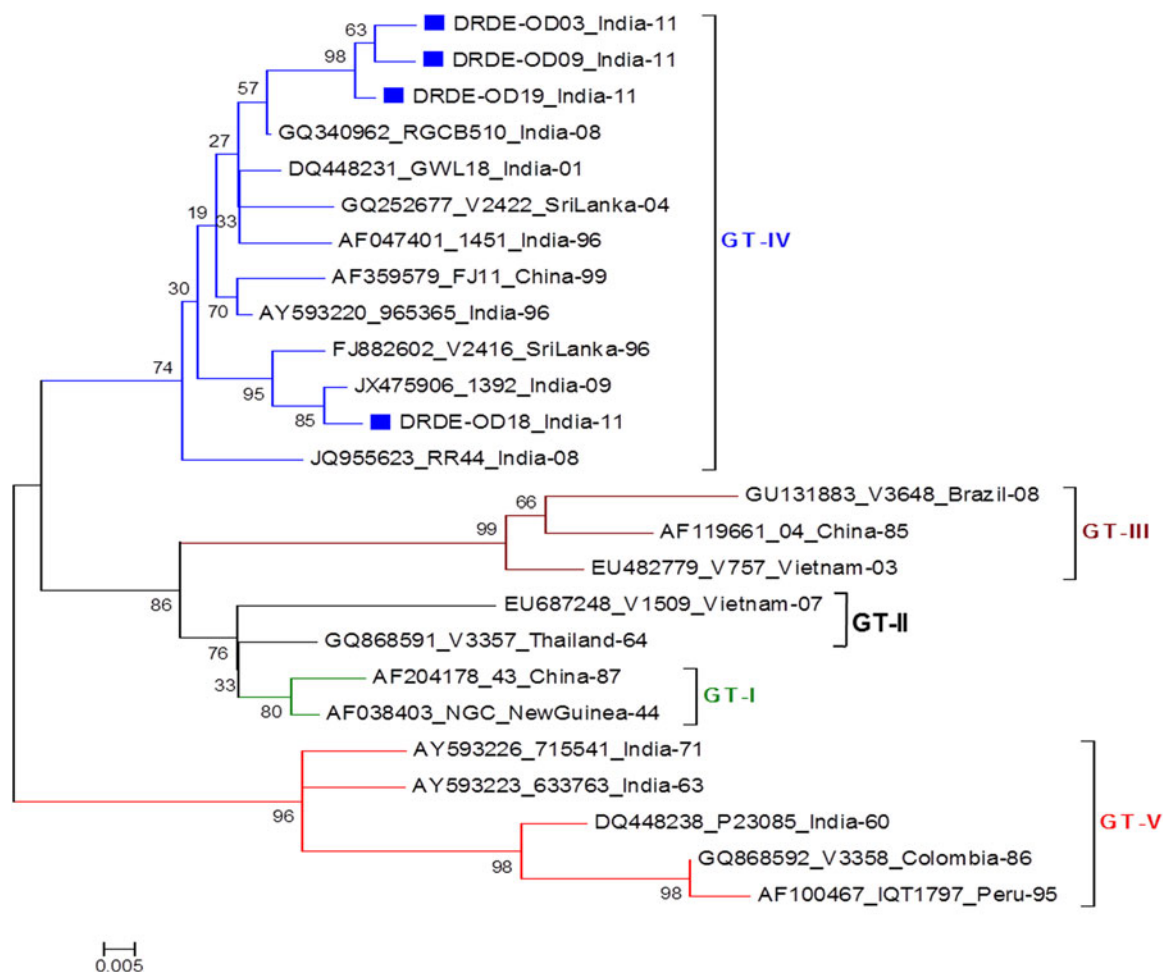 63
DRDE-OD03_India-11
98
DRDE-OD09_India-11
57
DRDE-OD19_India-11
GQ340962_RGCB510_India-08
27
DQ448231_GWL18_India-01
19
33
GQ252677_V2422_SriLanka-04
AF047401_1451_India-96
GT-IV
30
AF359579_FJ11_China-99
70
AY593220_965365_India-96
74
FJ882602_V2416_SriLanka-96
95
JX475906_1392_India-09
85
DRDE-OD18_India-11
JQ955623_RR44_India-08
66
GU131883_V3648_Brazil-08
99
AF119661_04_China-85
GT-III
EU482779_V757_Vietnam-03
86
EU687248_V1509_Vietnam-07
GT-II
76
GQ868591_V3357_Thailand-64
33
AF204178_43_China-87
GT-I
80
AF038403_NGC_NewGuinea-44
AY593226_715541_India-71
96
AY593223_633763_India-63
DQ448238_P23085_India-60
GT-V
98
GQ868592_V3358_Colombia-86
98
AF100467_IQT1797_Peru-95
0.005